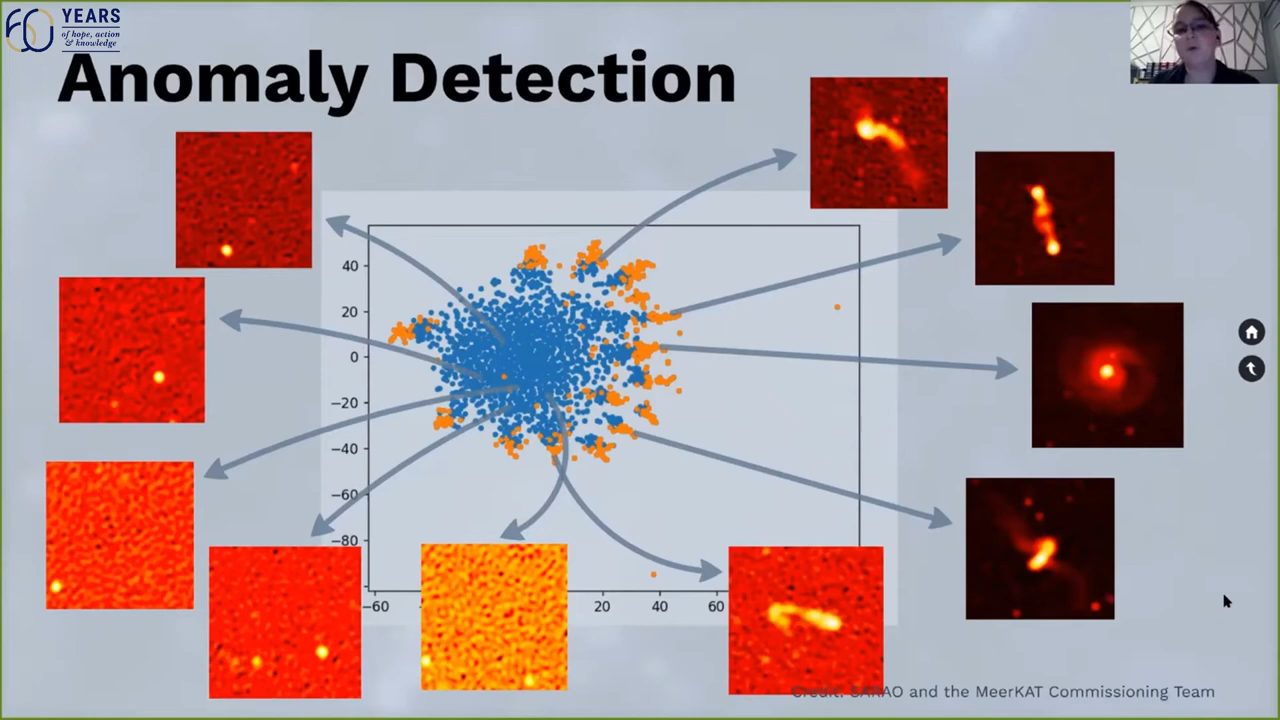 60 YEARS
of hope, action
& knowledge
Anomaly Detection
40
20
0
−20
−40
−60
−80
−60
20
40
60
Credit: SARAO and the MeerKAT Commissioning Team